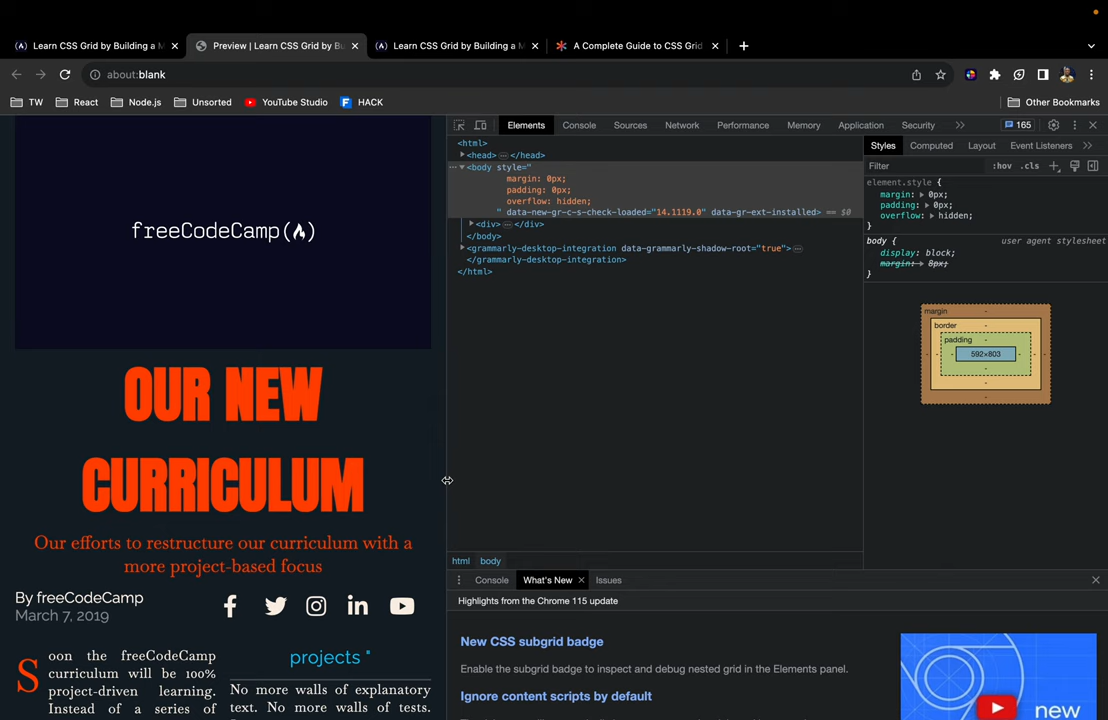 Learn CSS Grid by Building a M
Preview | Learn CSS Grid by Bu
Learn CSS Grid by Building a M
A Complete Guide to CSS Grid
about:blank
TW
React
Node.js
Unsorted
YouTube Studio
HACK
Other Bookmarks
freeCodeCamp(
OUR NEW
CURRICULUM
Our efforts to restructure our curriculum with a
more project-based focus
By freeCodeCamp
March 7, 2019
Soon the freeCodeCamp
curriculum will be 100%
project-driven learning.
Instead of a series of
projects "
No more walls of explanatory
text. No more walls of tests.
Elements
Console
Sources
Network
Performance
Memory
Application
Security
165
<html>
<head> … </head>
<body style="
margin: 0px;
padding: 0px;
overflow: hidden;
" data-new-gr-c-s-check-loaded="14.1119.0" data-gr-ext-installed> == $0
<div> … </div>
</body>
<grammarly-desktop-integration data-grammarly-shadow-root="true"> …
</grammarly-desktop-integration>
</html>
html
body
Styles
Computed
Layout
Event Listeners
Filter
:hov
.cls
element.style {
margin: 0px;
padding: 0px;
overflow: hidden;
}
body {
user agent stylesheet
display: block;
margin: 8px;
}
margin
-
border
-
padding
-
592×803
Console
What's New
Issues
Highlights from the Chrome 115 update
New CSS subgrid badge
Enable the subgrid badge to inspect and debug nested grid in the Elements panel.
Ignore content scripts by default
new